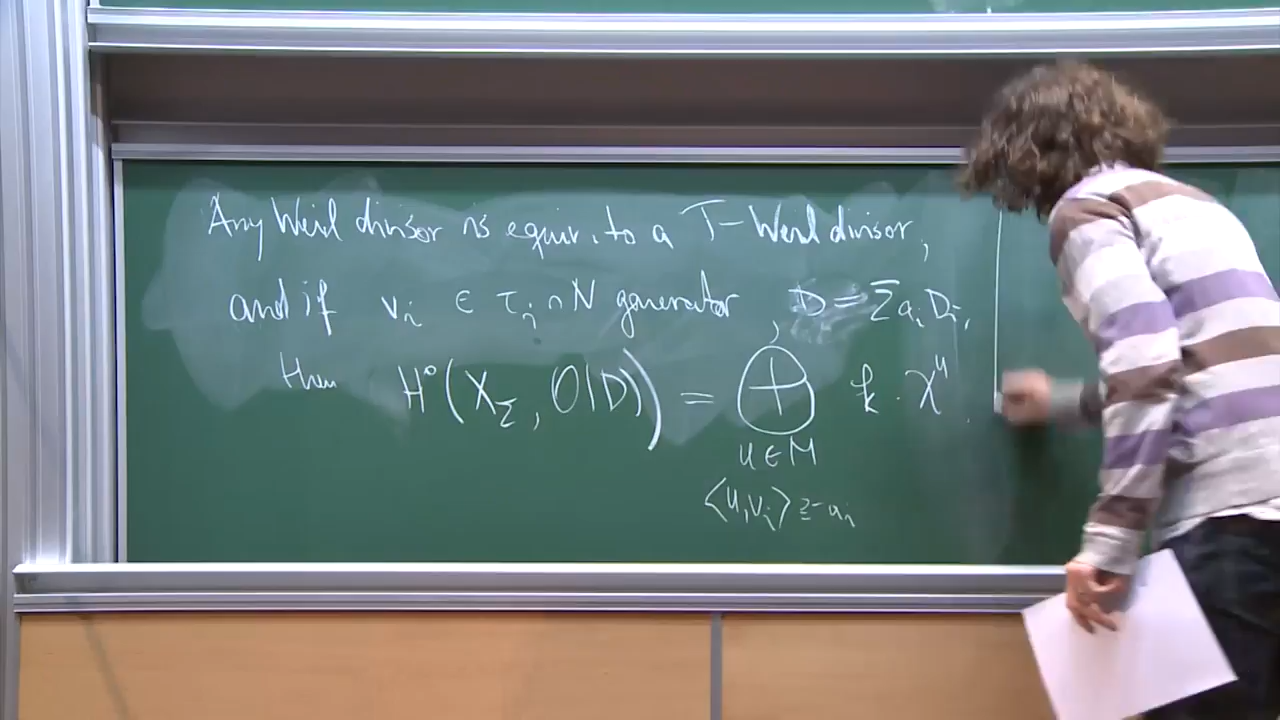 Any Weil divisor is equiv. to a T-Weil divisor,
and if v_i ∈ τ_i ∩ N generator, D = Σ a_i D_i,
then H°(X_Σ, O(D)) = ⊕ k · χ^u.
u ∈ M
⟨u, v_i⟩ ≥ -a_i